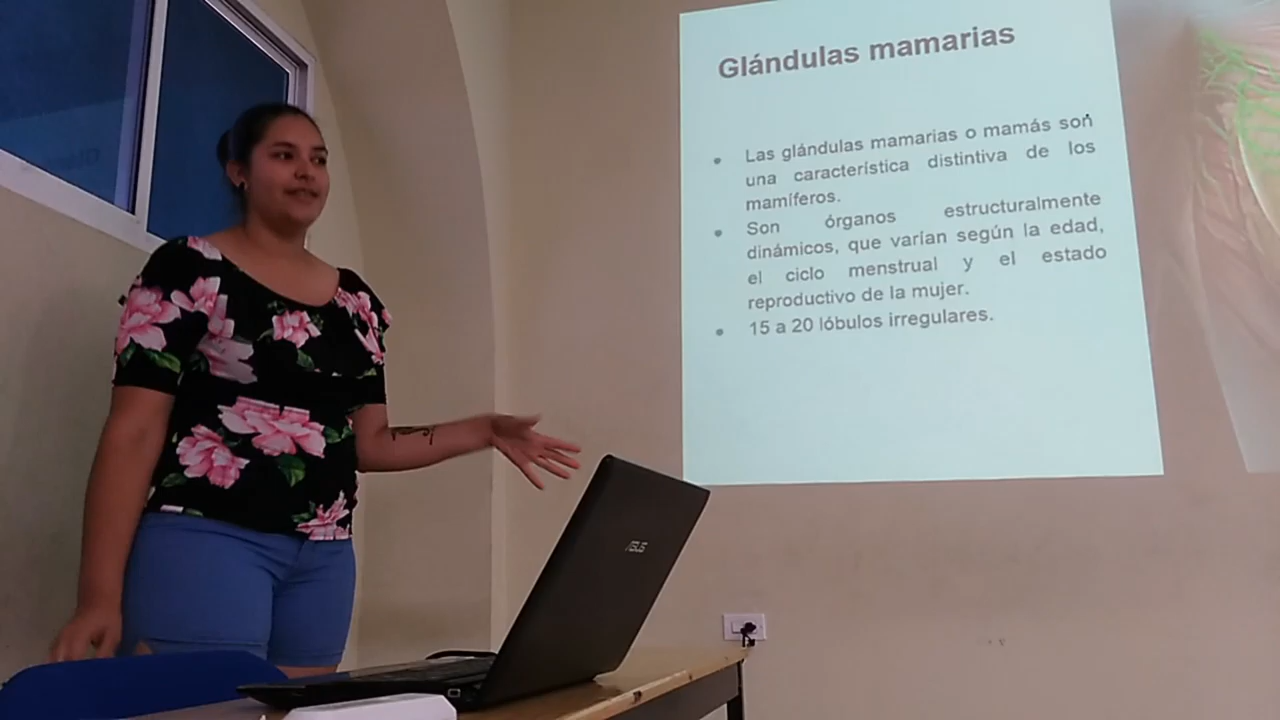 Glándulas mamarias
Las glándulas mamarias o mamás son
una característica distintiva de los
mamíferos.
Son órganos estructuralmente
dinámicos, que varían según la edad,
el ciclo menstrual y el estado
reproductivo de la mujer.
15 a 20 lóbulos irregulares.
ASUS